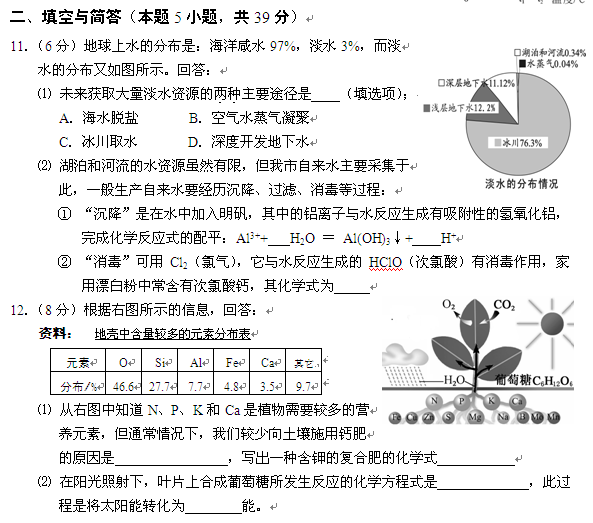 二、填空与简答（本题 5 小题，共 39 分）
11.（6 分）地球上水的分布是：海洋咸水 97%，淡水 3%，而淡
水的分布又如图所示。回答：
⑴ 未来获取大量淡水资源的两种主要途径是____（填选项）；
A. 海水脱盐 B. 空气水蒸气凝聚
C. 冰川取水 D. 深度开发地下水
湖泊和河流0.34%
水蒸气0.04%
深层地下水11.12%
浅层地下水12.2%
冰川76.3%
淡水的分布情况
⑵ 湖泊和河流的水资源虽然有限，但我市自来水主要采集于
此，一般生产自来水要经历沉降、过滤、消毒等过程：
① “沉降”是在水中加入明矾，其中的铝离子与水反应生成有吸附性的氢氧化铝，
完成化学反应式的配平：Al³⁺+___H₂O = Al(OH)₃↓+____H⁺
② “消毒”可用 Cl₂（氯气），它与水反应生成的 HClO（次氯酸）有消毒作用，家
用漂白粉中常含有次氯酸钙，其化学式为_____
12.（8 分）根据右图所示的信息，回答：
资料： 地壳中含量较多的元素分布表
元素 O Si Al Fe Ca 其它
分布/% 46.6 27.7 7.7 4.8 3.5 9.7
O₂ CO₂
H₂O 葡萄糖C₆H₁₂O₆
N P K Ca
Fe Cu Zn Si Mg Na B Mo Mn
⑴ 从右图中知道 N、P、K 和 Ca 是植物需要较多的营
养元素，但通常情况下，我们较少向土壤施用钙肥
的原因是________________，写出一种含钾的复合肥的化学式___________
⑵ 在阳光照射下，叶片上合成葡萄糖所发生反应的化学方程式是_____________，此过
程是将太阳能转化为________能。